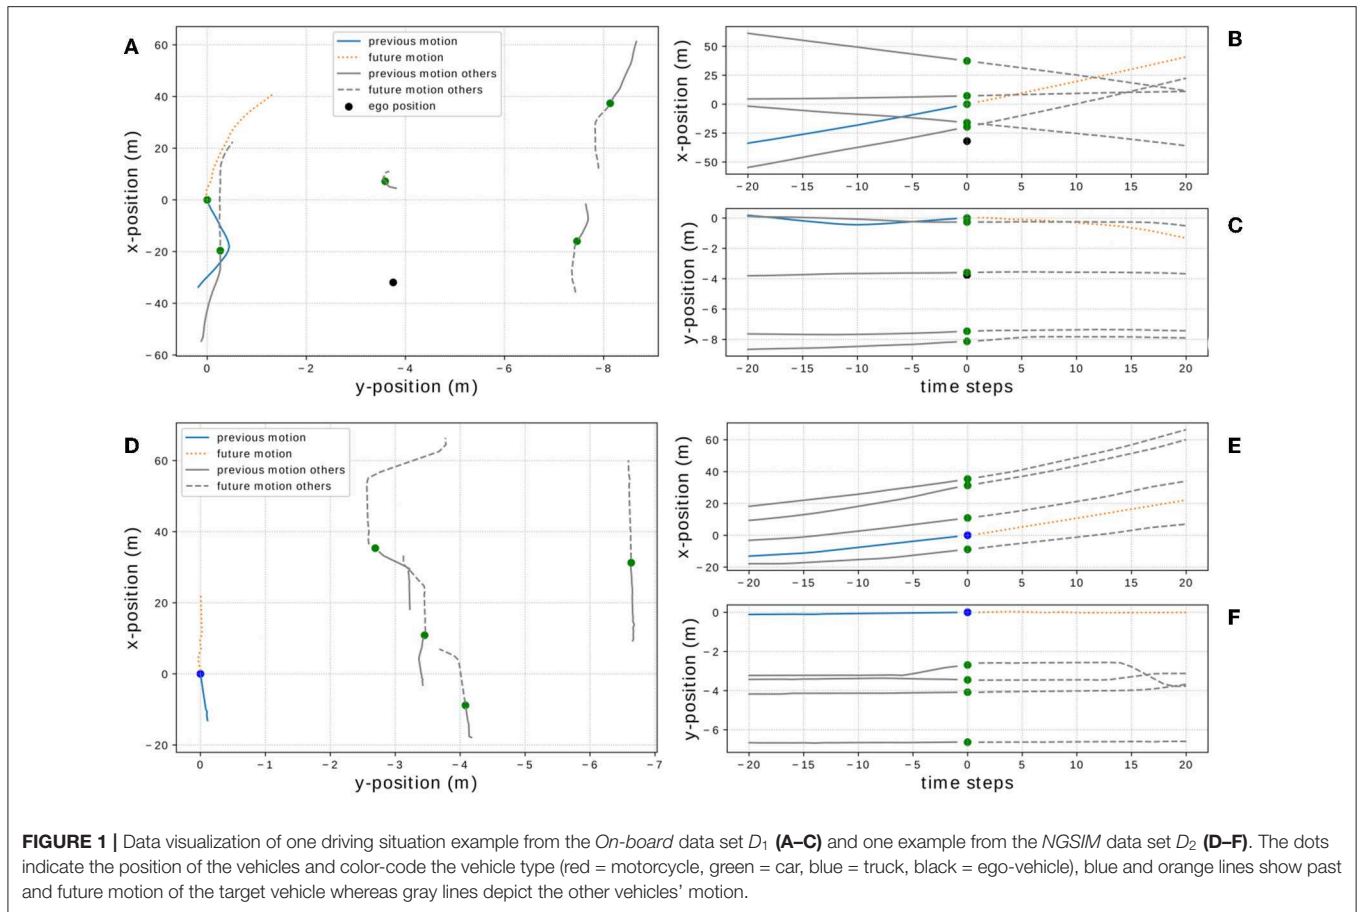 A
previous motion
future motion
previous motion others
future motion others
ego position
60
40
20
0
−20
−40
−60
x-position (m)
0 −2 −4 −6 −8
y-position (m)
B
50
25
0
−25
−50
x-position (m)
−20 −15 −10 −5 0 5 10 15 20
C
0
−2
−4
−6
−8
y-position (m)
−20 −15 −10 −5 0 5 10 15 20
time steps
D
previous motion
future motion
previous motion others
future motion others
60
40
20
0
−20
x-position (m)
0 −1 −2 −3 −4 −5 −6 −7
y-position (m)
E
60
40
20
0
−20
x-position (m)
−20 −15 −10 −5 0 5 10 15 20
F
0
−2
−4
−6
y-position (m)
−20 −15 −10 −5 0 5 10 15 20
time steps
FIGURE 1 | Data visualization of one driving situation example from the On-board data set D1 (A–C) and one example from the NGSIM data set D2 (D–F). The dots
indicate the position of the vehicles and color-code the vehicle type (red = motorcycle, green = car, blue = truck, black = ego-vehicle), blue and orange lines show past
and future motion of the target vehicle whereas gray lines depict the other vehicles’ motion.